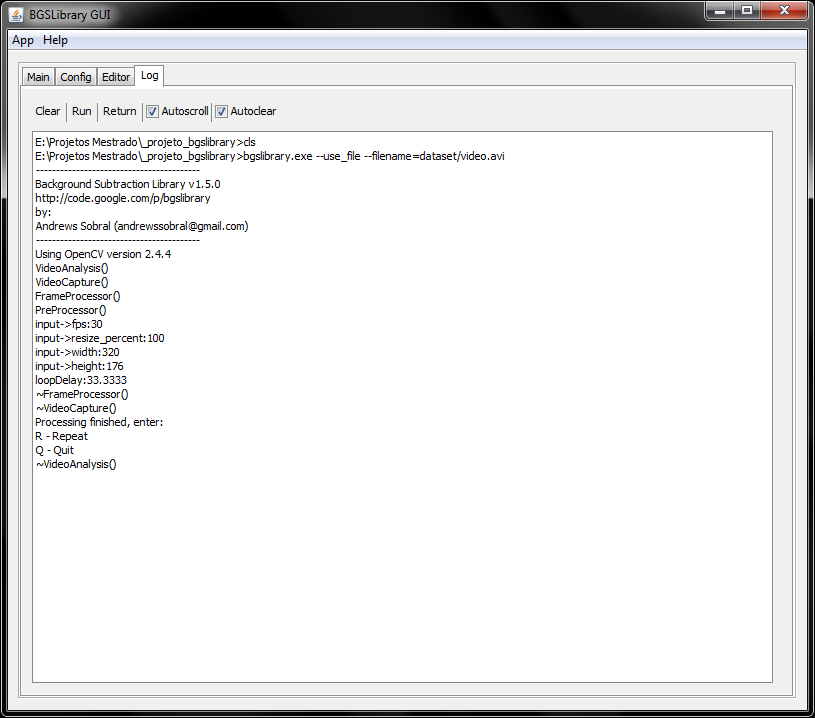 BGSLibrary GUI
App Help
Main Config Editor Log
Clear Run Return Autoscroll Autoclear
E:\Projetos Mestrado\_projeto_bgslibrary>cls
E:\Projetos Mestrado\_projeto_bgslibrary>bgslibrary.exe --use_file --filename=dataset/video.avi
-----------------------------------------
Background Subtraction Library v1.5.0
http://code.google.com/p/bgslibrary
by:
Andrews Sobral (andrewssobral@gmail.com)
-----------------------------------------
Using OpenCV version 2.4.4
VideoAnalysis()
VideoCapture()
FrameProcessor()
PreProcessor()
input->fps:30
input->resize_percent:100
input->width:320
input->height:176
loopDelay:33.3333
~FrameProcessor()
~VideoCapture()
Processing finished, enter:
R - Repeat
Q - Quit
~VideoAnalysis()